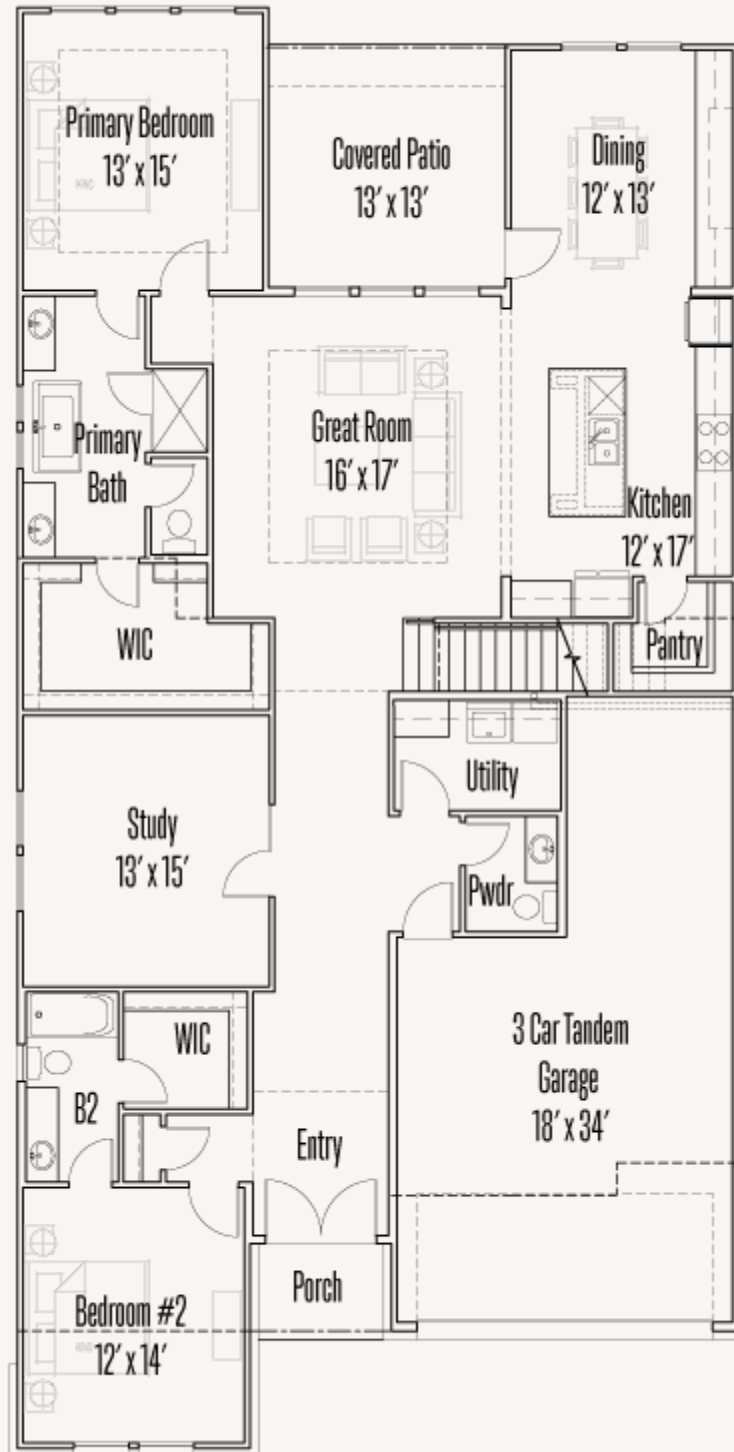 Primary Bedroom
13' x 15'
Covered Patio
13' x 13'
Dining
12' x 13'
Great Room
16' x 17'
Primary
Bath
Kitchen
12' x 17'
WIC
Pantry
Utility
Study
13' x 15'
Pwdr
WIC
B2
3 Car Tandem
Garage
18' x 34'
Entry
Porch
Bedroom #2
12' x 14'